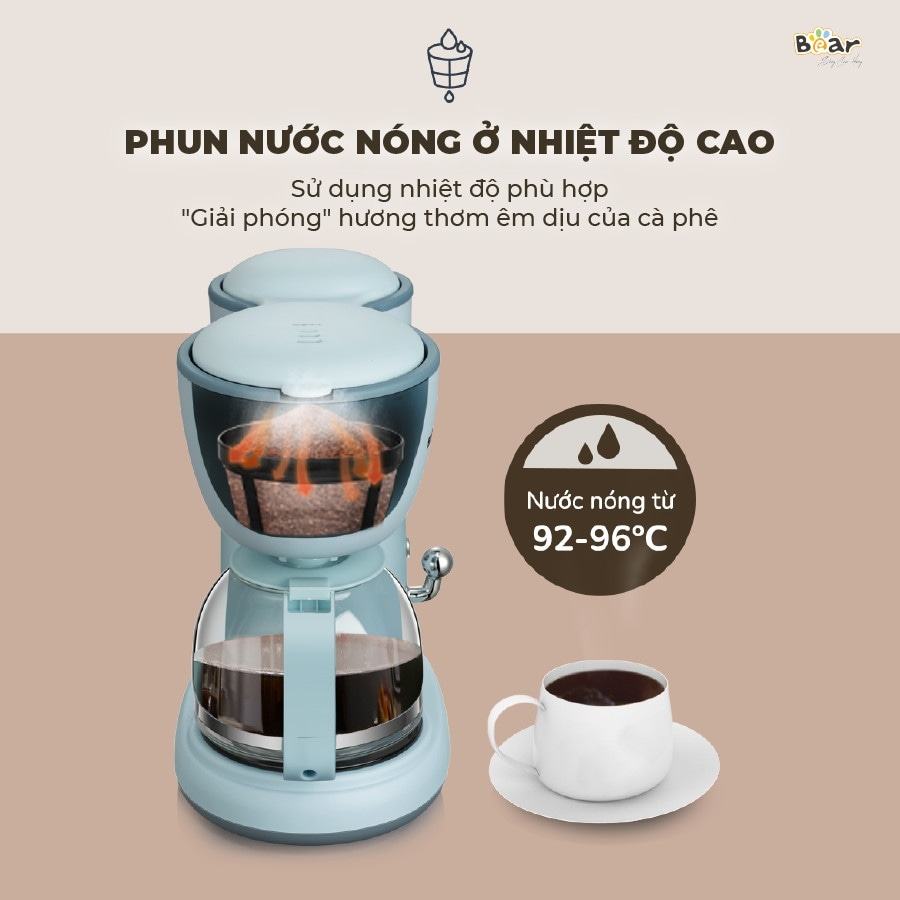 Bear
PHUN NƯỚC NÓNG Ở NHIỆT ĐỘ CAO
Sử dụng nhiệt độ phù hợp
"Giải phóng" hương thơm êm dịu của cà phê
Nước nóng từ
92-96°C